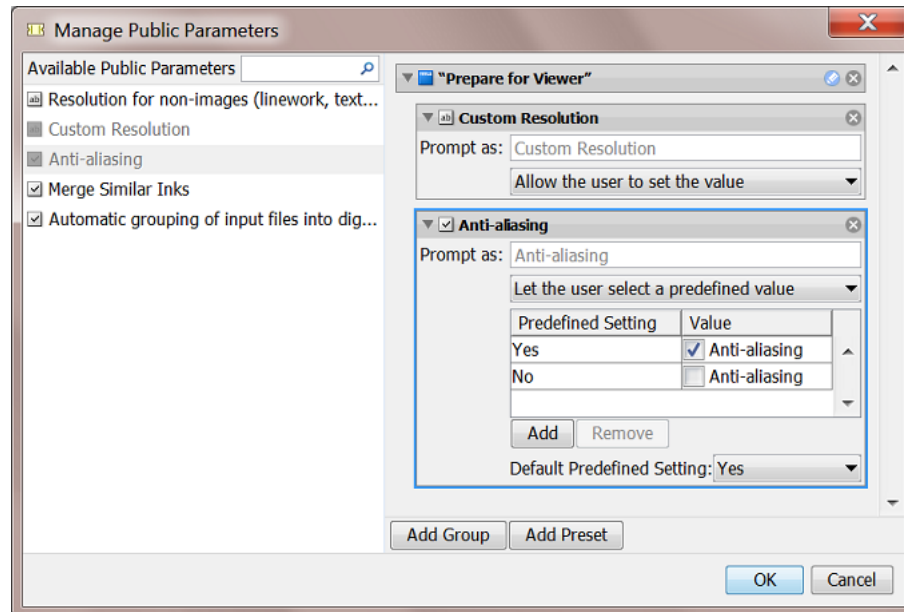 Manage Public Parameters
Available Public Parameters
Resolution for non-images (linework, text...
Custom Resolution
Anti-aliasing
Merge Similar Inks
Automatic grouping of input files into dig...
"Prepare for Viewer"
Custom Resolution
Prompt as: Custom Resolution
Allow the user to set the value
Anti-aliasing
Prompt as: Anti-aliasing
Let the user select a predefined value
Predefined Setting Value
Yes Anti-aliasing
No Anti-aliasing
Add Remove
Default Predefined Setting: Yes
Add Group Add Preset
OK Cancel